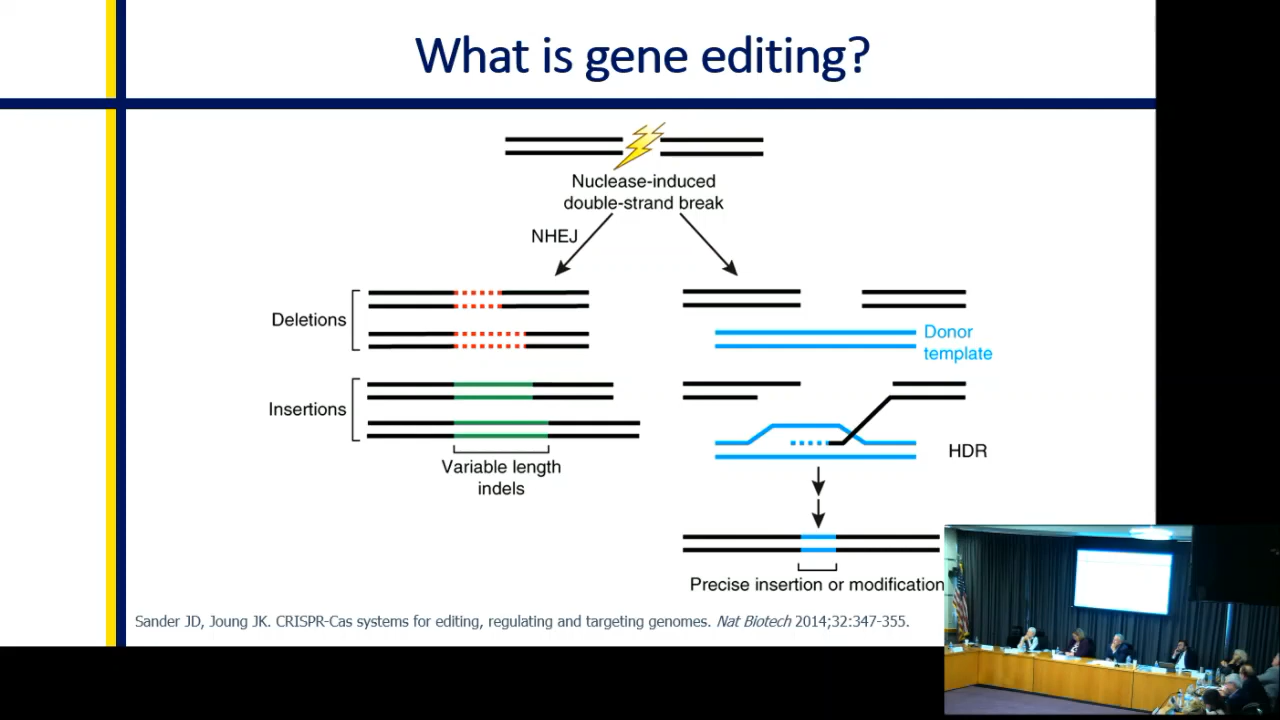 What is gene editing?
Nuclease-induced
double-strand break
NHEJ
Deletions
Donor
template
Insertions
HDR
Variable length
indels
Precise insertion or modification
Sander JD, Joung JK. CRISPR-Cas systems for editing, regulating and targeting genomes. Nat Biotech 2014;32:347-355.